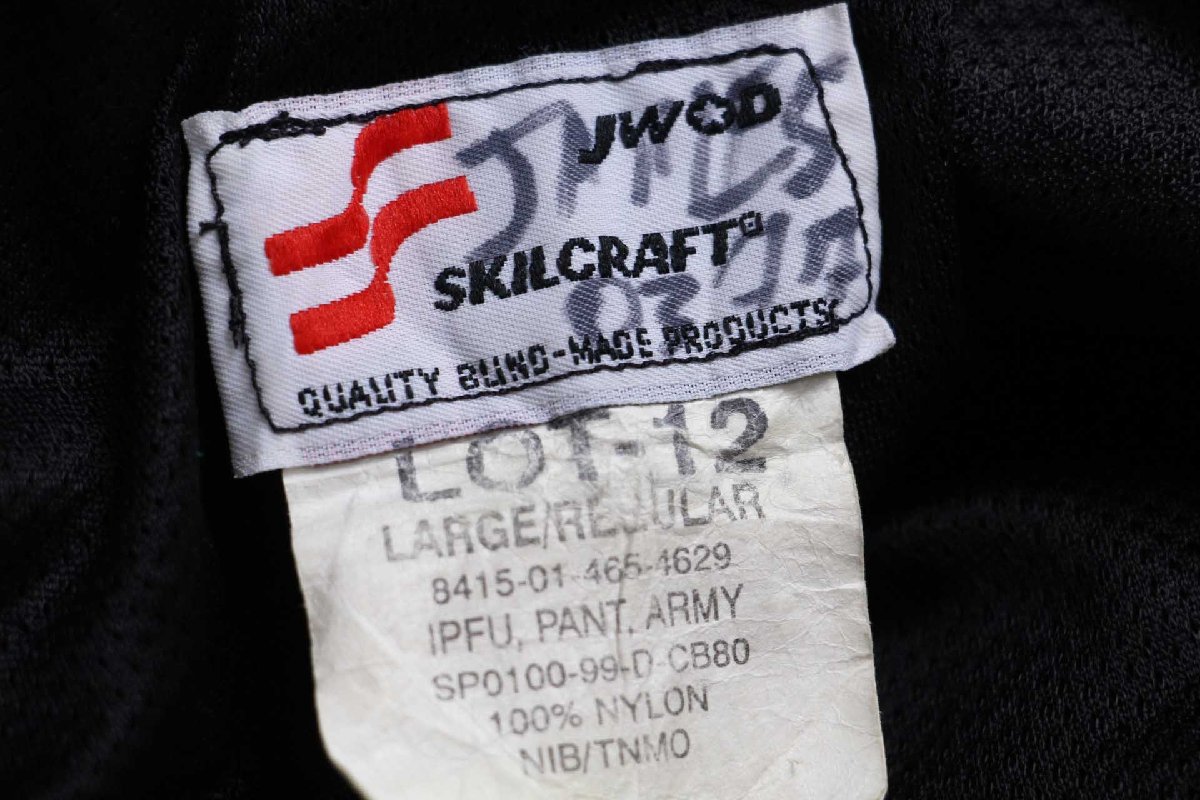 JWOD
JAMES
SKILCRAFT
QUALITY BLIND-MADE PRODUCTS
LOT-12
LARGE/REGULAR
8415-01-465-4629
IPFU, PANT, ARMY
SP0100-99-D-CB80
100% NYLON
NIB/TNMO